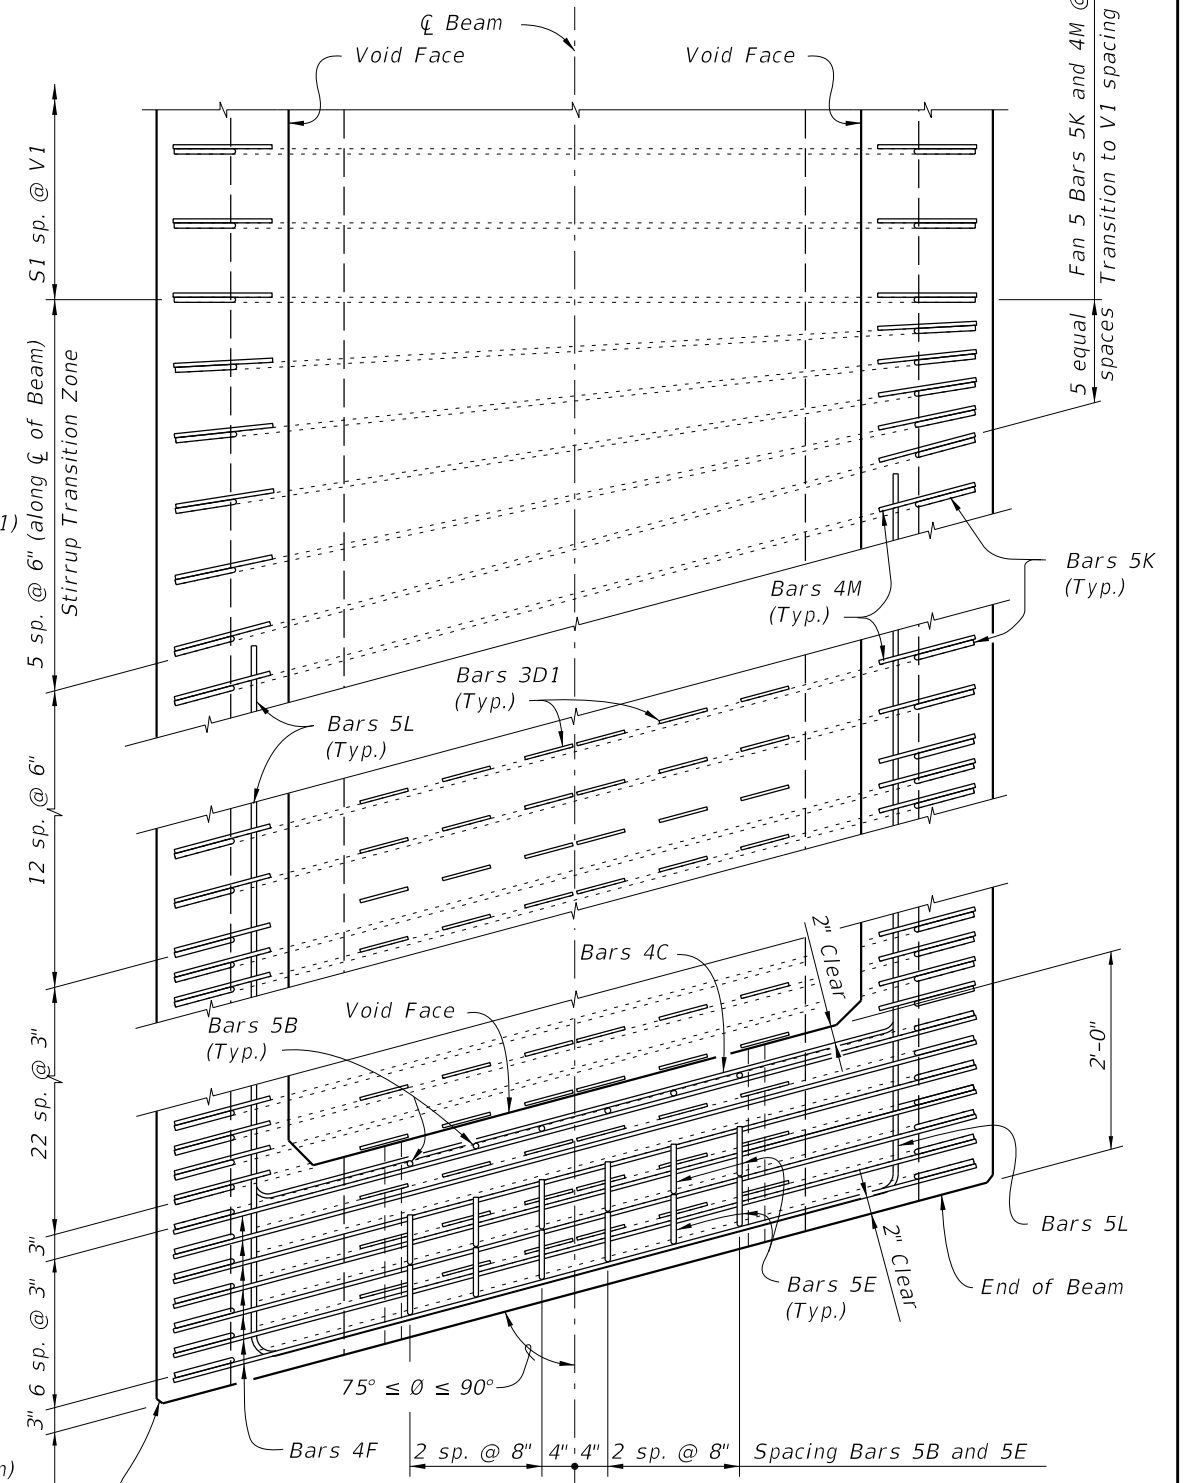 ℄ Beam
Void Face
Void Face
S1 sp. @ V1
5 sp. @ 6" (along ℄ of Beam)
Stirrup Transition Zone
12 sp. @ 6"
22 sp. @ 3"
3"
6 sp. @ 3"
3"
1)
m)
Fan 5 Bars 5K and 4M @
5 equal
spaces
Transition to V1 spacing
Bars 5K
(Typ.)
Bars 4M
(Typ.)
Bars 3D1
(Typ.)
Bars 5L
(Typ.)
2" Clear
Bars 4C
Void Face
Bars 5B
(Typ.)
2'-0"
Bars 5L
2" Clear
End of Beam
Bars 5E
(Typ.)
75° ≤ Ø ≤ 90°
Bars 4F
2 sp. @ 8" 4" 4" 2 sp. @ 8" Spacing Bars 5B and 5E